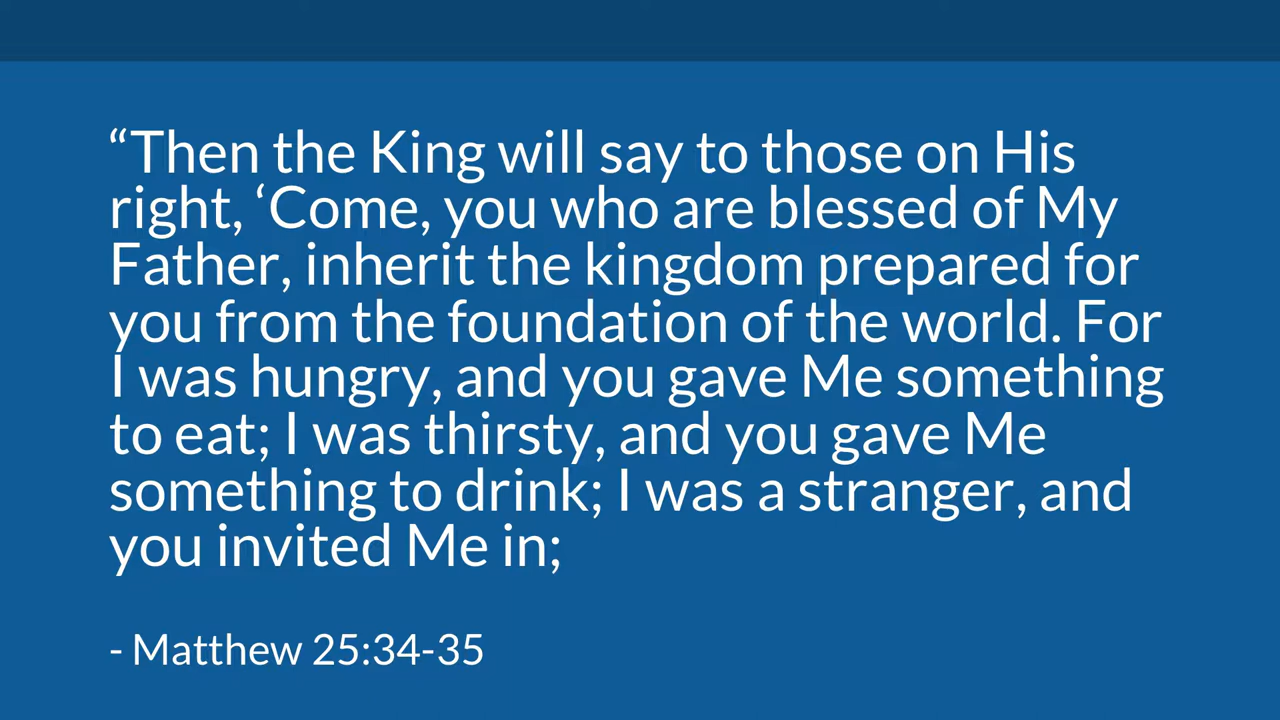 “Then the King will say to those on His
right, ‘Come, you who are blessed of My
Father, inherit the kingdom prepared for
you from the foundation of the world. For
I was hungry, and you gave Me something
to eat; I was thirsty, and you gave Me
something to drink; I was a stranger, and
you invited Me in;
- Matthew 25:34-35